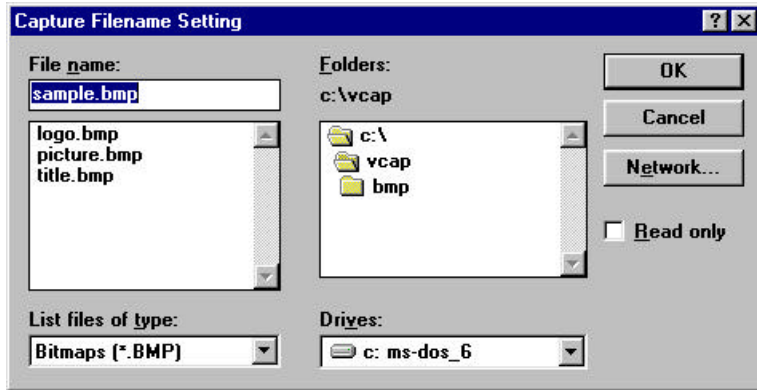 Capture Filename Setting
File name:
sample.bmp
logo.bmp
picture.bmp
title.bmp
List files of type:
Bitmaps (*.BMP)
Folders:
c:\vcap
c:\
vcap
bmp
Drives:
c: ms-dos_6
OK
Cancel
Network...
Read only